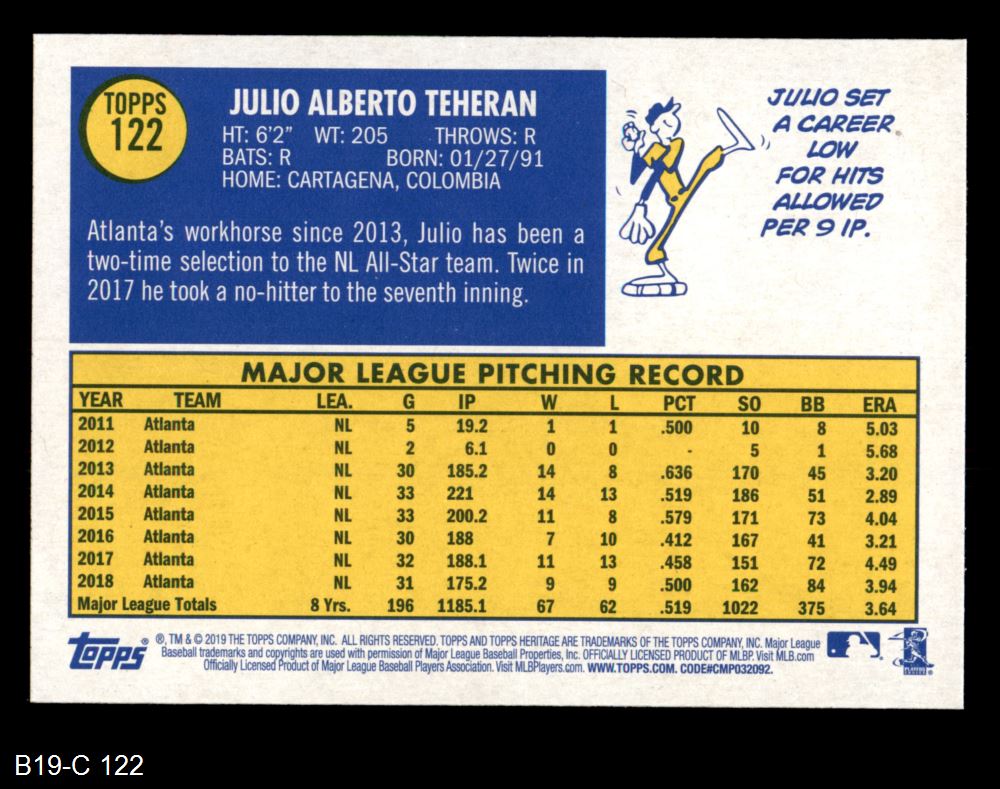 TOPPS
122
JULIO ALBERTO TEHERAN
HT: 6'2" WT: 205 THROWS: R
BATS: R BORN: 01/27/91
HOME: CARTAGENA, COLOMBIA
Atlanta's workhorse since 2013, Julio has been a
two-time selection to the NL All-Star team. Twice in
2017 he took a no-hitter to the seventh inning.
JULIO SET
A CAREER
LOW
FOR HITS
ALLOWED
PER 9 IP.
MAJOR LEAGUE PITCHING RECORD
YEAR TEAM LEA. G IP W L PCT SO BB ERA
2011 Atlanta NL 5 19.2 1 1 .500 10 8 5.03
2012 Atlanta NL 2 6.1 0 0 - 5 1 5.68
2013 Atlanta NL 30 185.2 14 8 .636 170 45 3.20
2014 Atlanta NL 33 221 14 13 .519 186 51 2.89
2015 Atlanta NL 33 200.2 11 8 .579 171 73 4.04
2016 Atlanta NL 30 188 7 10 .412 167 41 3.21
2017 Atlanta NL 32 188.1 11 13 .458 151 72 4.49
2018 Atlanta NL 31 175.2 9 9 .500 162 84 3.94
Major League Totals 8 Yrs. 196 1185.1 67 62 .519 1022 375 3.64
Topps ®
®, TM & © 2019 THE TOPPS COMPANY, INC. ALL RIGHTS RESERVED. TOPPS AND TOPPS HERITAGE ARE TRADEMARKS OF THE TOPPS COMPANY, INC. Major League
Baseball trademarks and copyrights are used with permission of Major League Baseball Properties, Inc. OFFICIALLY LICENSED PRODUCT OF MLBP. Visit MLB.com
Officially Licensed Product of Major League Baseball Players Association. Visit MLBPlayers.com. WWW.TOPPS.COM. CODE#CMP032092.
B19-C 122